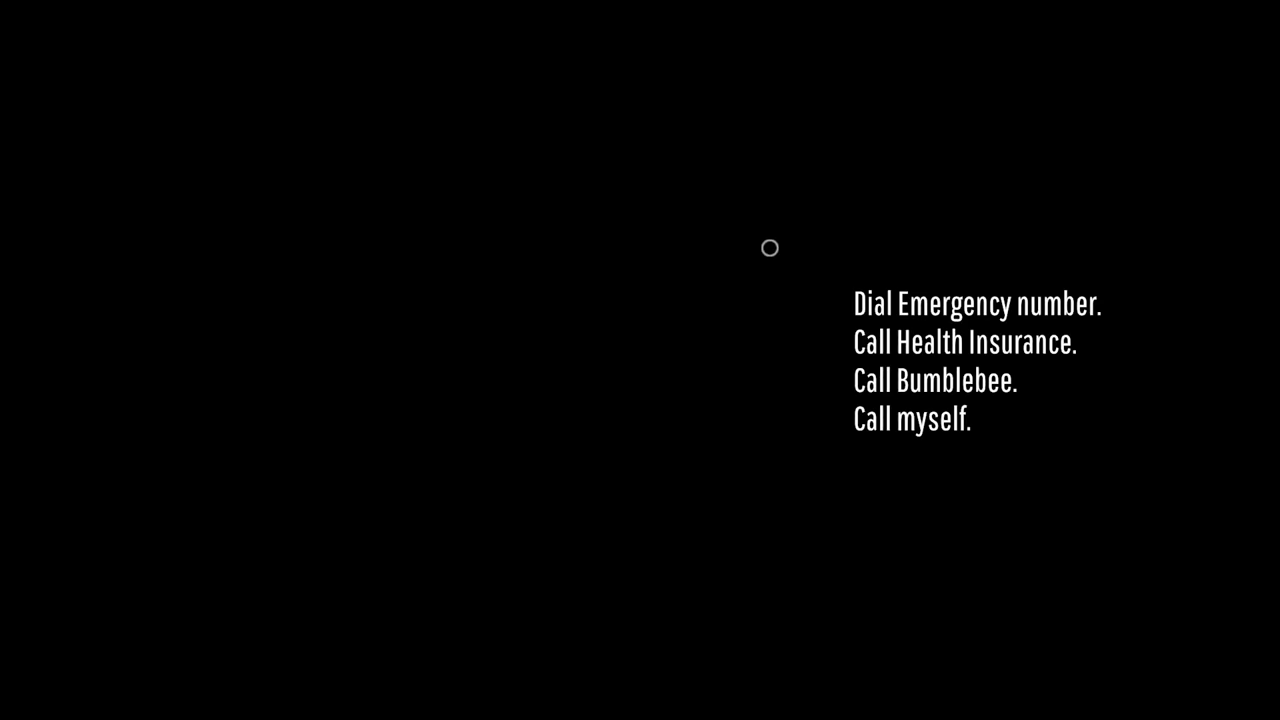 Dial Emergency number.
Call Health Insurance.
Call Bumblebee.
Call myself.